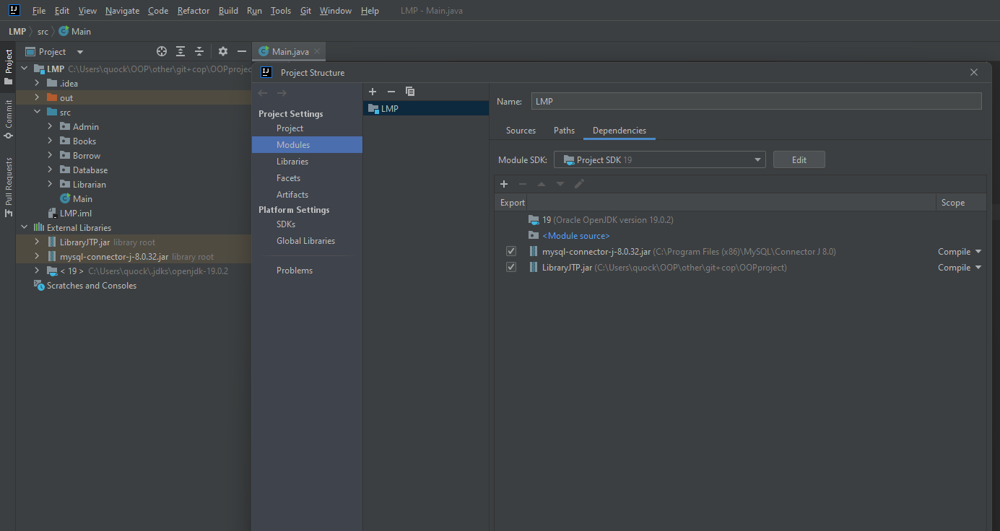 File Edit View Navigate Code Refactor Build Run Tools Git Window Help LMP - Main.java
LMP src Main
Project
Commit
Pull Requests
Project
Main.java
LMP C:\Users\quock\OOP\other\git+cop\OOPprojec
.idea
out
src
Admin
Books
Borrow
Database
Librarian
Main
LMP.iml
External Libraries
LibraryJTP.jar library root
mysql-connector-j-8.0.32.jar library root
< 19 > C:\Users\quock\.jdks\openjdk-19.0.2
Scratches and Consoles
Project Structure
Project Settings
Project
Modules
Libraries
Facets
Artifacts
Platform Settings
SDKs
Global Libraries
Problems
LMP
Name: LMP
Sources Paths Dependencies
Module SDK: Project SDK 19 Edit
Export Scope
19 (Oracle OpenJDK version 19.0.2)
<Module source>
mysql-connector-j-8.0.32.jar (C:\Program Files (x86)\MySQL\Connector J 8.0) Compile
LibraryJTP.jar (C:\Users\quock\OOP\other\git+cop\OOPproject) Compile